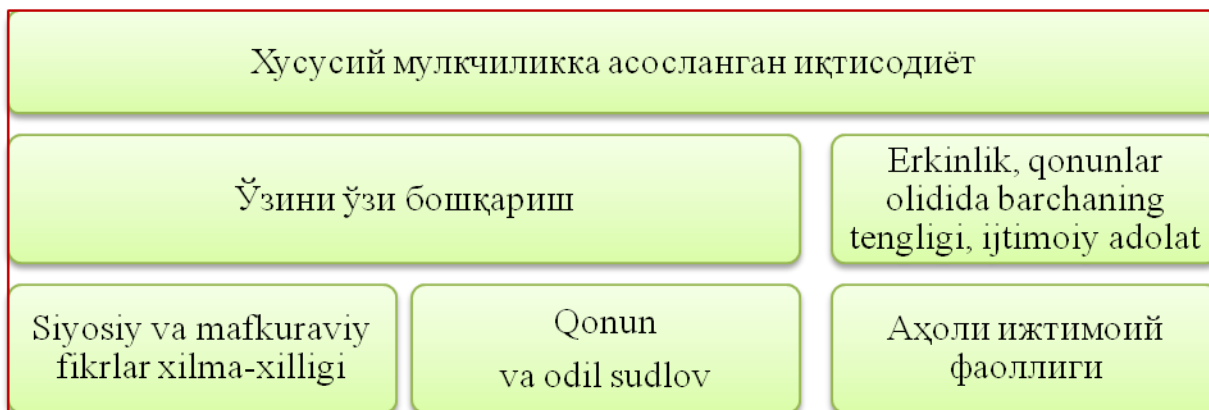 Хусусий мулкчиликка асосланган иқтисодиёт
Ўзини ўзи бошқариш
Erkinlik, qonunlar
olidida barchaning
tengligi, ijtimoiy adolat
Siyosiy va mafkuraviy
fikrlar xilma-xilligi
Qonun
va odil sudlov
Аҳоли ижтимоий
фаоллиги